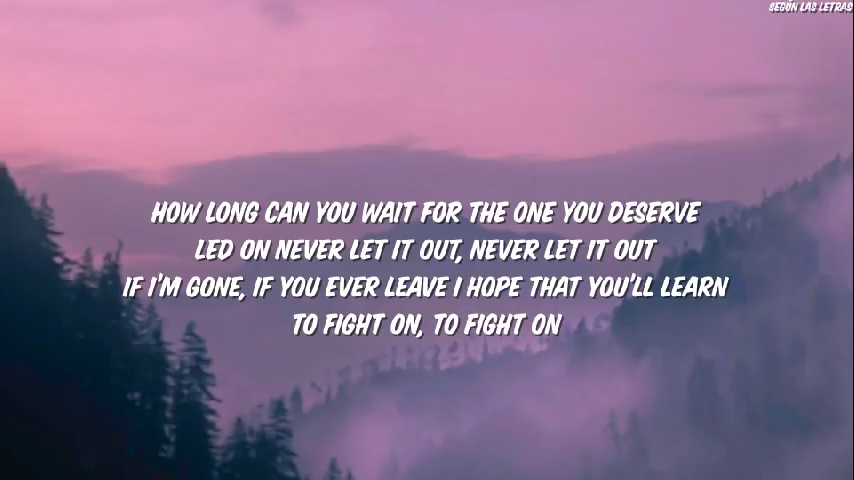 SEGÚN LAS LETRAS
HOW LONG CAN YOU WAIT FOR THE ONE YOU DESERVE
LED ON NEVER LET IT OUT, NEVER LET IT OUT
IF I'M GONE, IF YOU EVER LEAVE I HOPE THAT YOU'LL LEARN
TO FIGHT ON, TO FIGHT ON